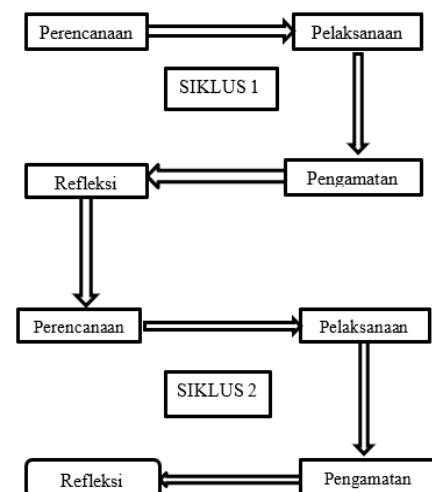 Perencanaan
Pelaksanaan
SIKLUS 1
Refleksi
Pengamatan
Perencanaan
Pelaksanaan
SIKLUS 2
Refleksi
Pengamatan